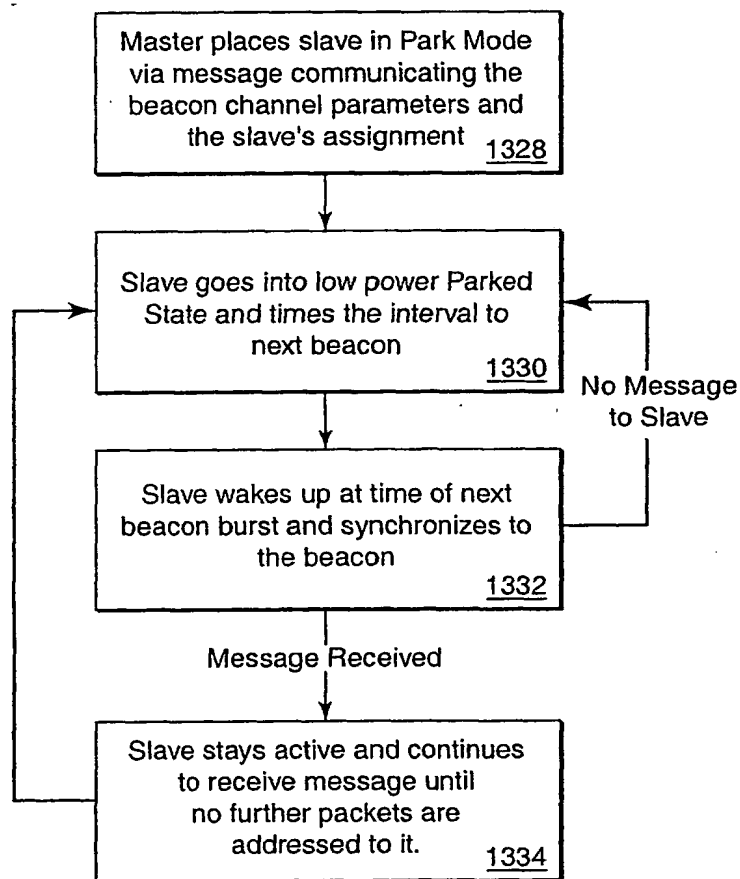 Master places slave in Park Mode
via message communicating the
beacon channel parameters and
the slave's assignment
1328
Slave goes into low power Parked
State and times the interval to
next beacon
1330
No Message
to Slave
Slave wakes up at time of next
beacon burst and synchronizes to
the beacon
1332
Message Received
Slave stays active and continues
to receive message until
no further packets are
addressed to it.
1334